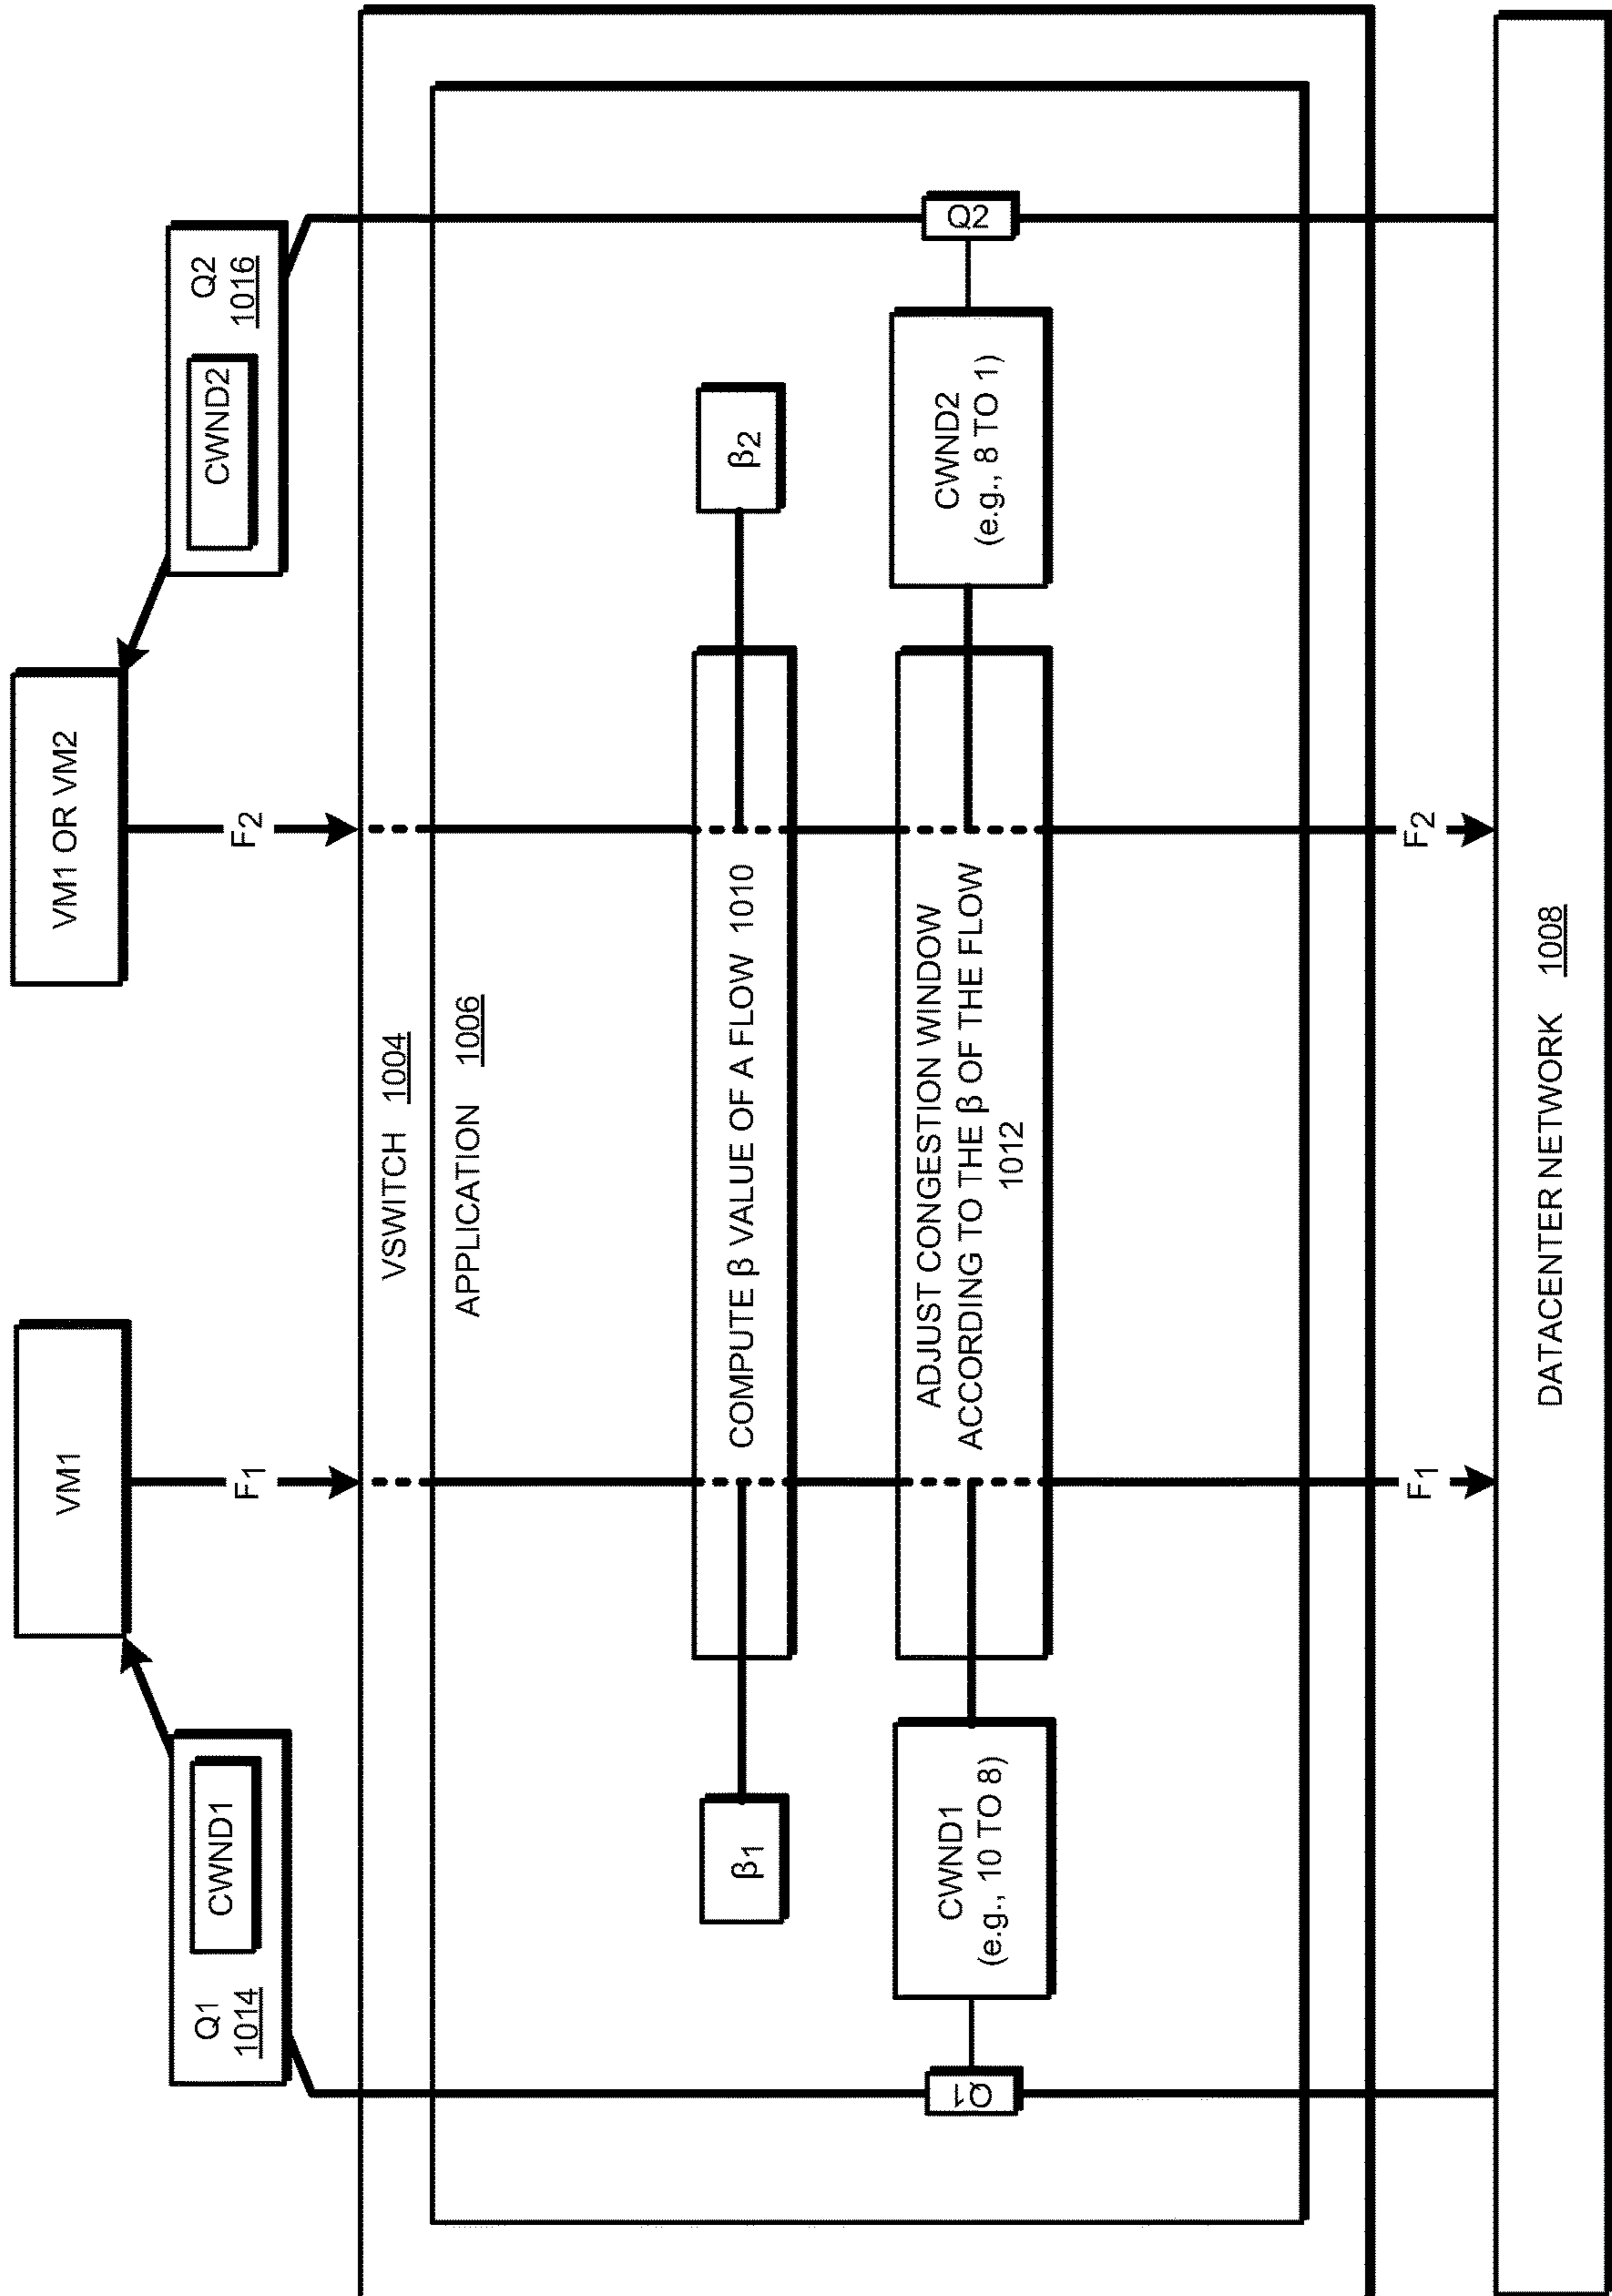 VM1
VM1 OR VM2
Q1
1014
CWND1
CWND2
Q2
1016
F1
F2
VSWITCH 1004
APPLICATION 1006
β1
COMPUTE β VALUE OF A FLOW 1010
β2
Q1
CWND1
(e.g., 10 TO 8)
ADJUST CONGESTION WINDOW
ACCORDING TO THE β OF THE FLOW
1012
CWND2
(e.g., 8 TO 1)
Q2
F1
F2
DATACENTER NETWORK 1008